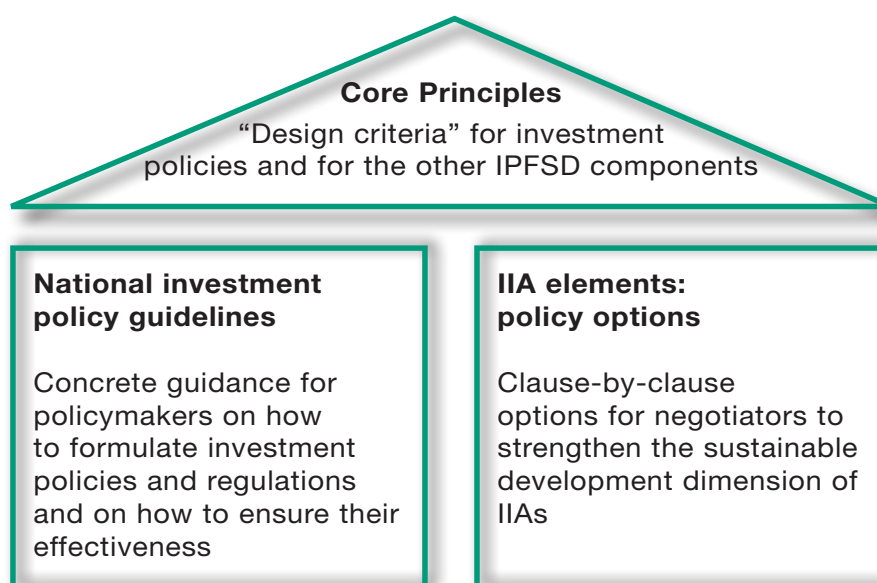 Core Principles
“Design criteria” for investment
policies and for the other IPFSD components
National investment
policy guidelines
Concrete guidance for
policymakers on how
to formulate investment
policies and regulations
and on how to ensure their
effectiveness
IIA elements:
policy options
Clause-by-clause
options for negotiators to
strengthen the sustainable
development dimension of
IIAs